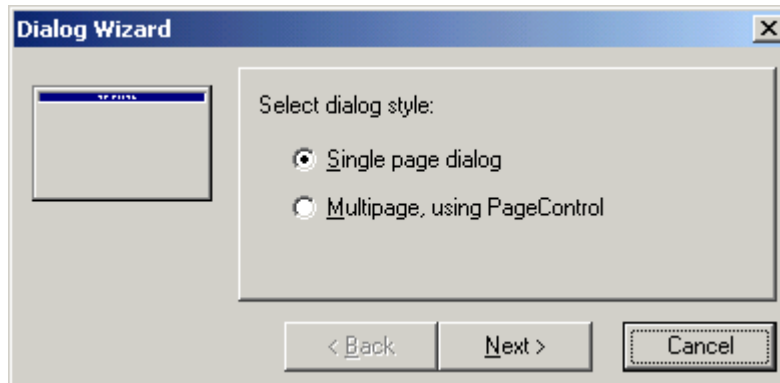 Dialog Wizard
Select dialog style:
Single page dialog
Multipage, using PageControl
< Back
Next >
Cancel